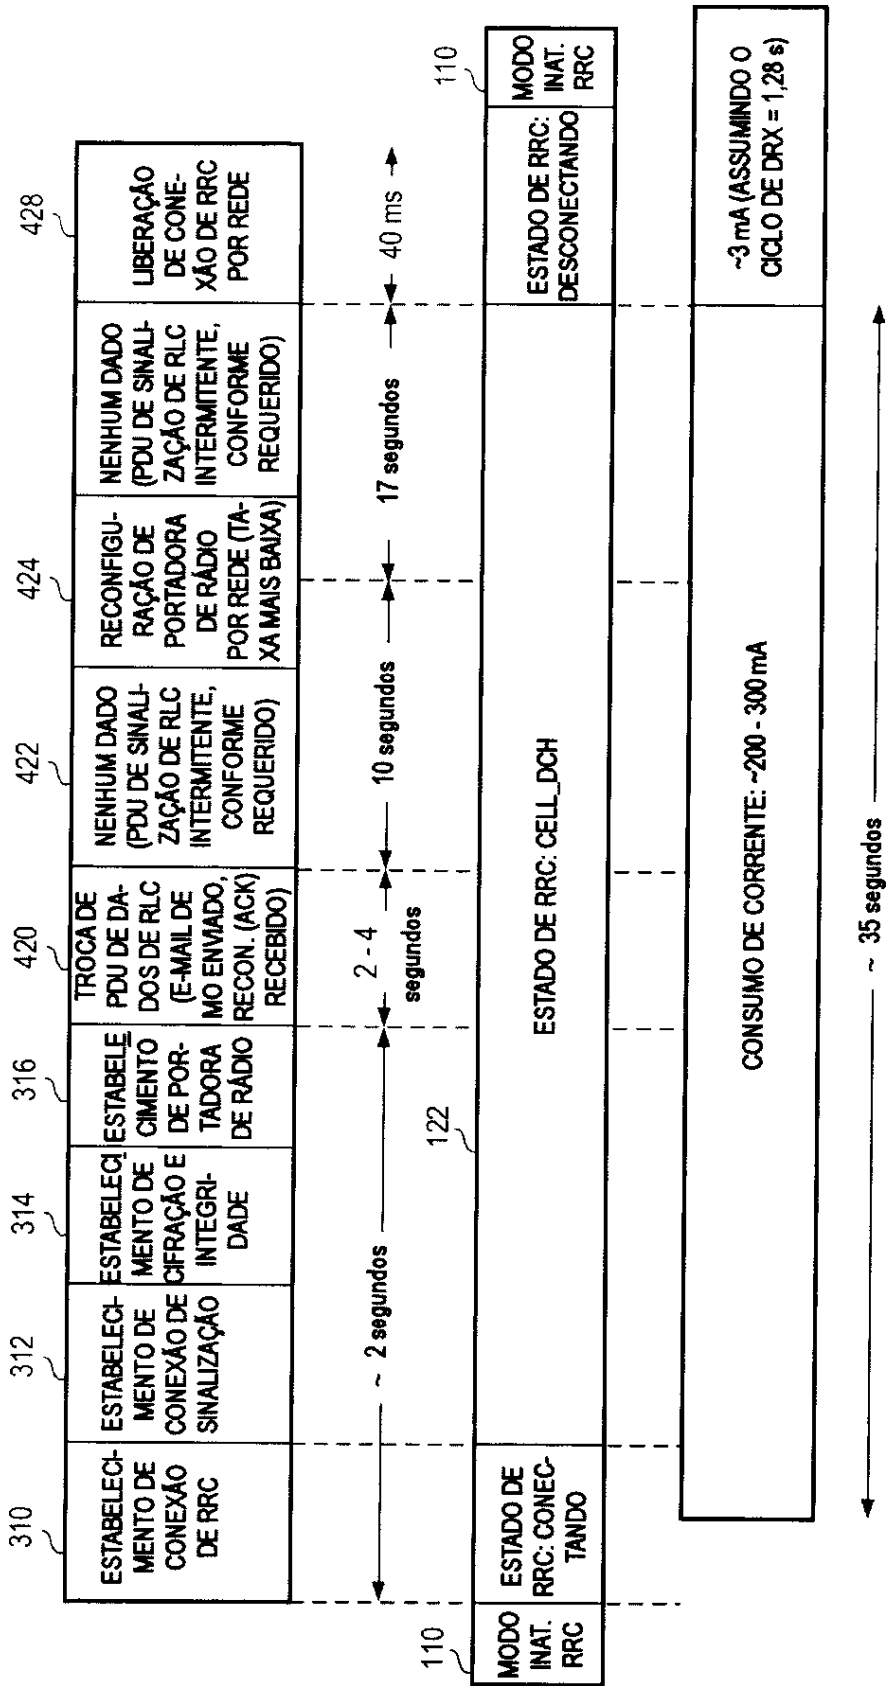 310
312
314
316
420
422
424
428
ESTABELECI-
MENTO DE
CONEXÃO
DE RRC
ESTABELECI-
MENTO DE
CONEXÃO DE
SINALIZAÇÃO
ESTABELECI
MENTO DE
CIFRAÇÃO E
INTEGRI-
DADE
ESTABELE
CIMENTO
DE POR-
TADORA
DE RÁDIO
TROCA DE
PDU DE DA-
DOS DE RLC
(E-MAIL DE
MO ENVIADO,
RECON. (ACK)
RECEBIDO)
NENHUM DADO
(PDU DE SINALI-
ZAÇÃO DE RLC
INTERMITENTE,
CONFORME
REQUERIDO)
RECONFIGU-
RAÇÃO DE
PORTADORA
DE RÁDIO
POR REDE (TA-
XA MAIS BAIXA)
NENHUM DADO
(PDU DE SINALI-
ZAÇÃO DE RLC
INTERMITENTE,
CONFORME
REQUERIDO)
LIBERAÇÃO
DE CONE-
XÃO DE RRC
POR REDE
~ 2 segundos
2 - 4
segundos
10 segundos
17 segundos
40 ms
110
122
110
MODO
INAT.
RRC
ESTADO DE
RRC: CONEC-
TANDO
ESTADO DE RRC: CELL_DCH
ESTADO DE RRC:
DESCONECTANDO
MODO
INAT.
RRC
CONSUMO DE CORRENTE: ~200 - 300 mA
~3 mA (ASSUMINDO O
CICLO DE DRX = 1,28 s)
~ 35 segundos